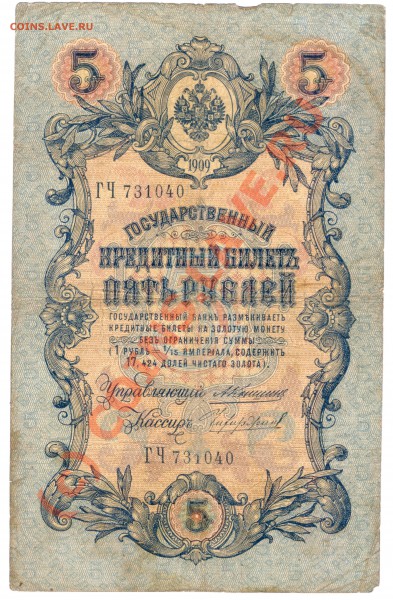 COINS.LAVE.RU
5 5
1909
ГЧ 731040
ГОСУДАРСТВЕННЫЙ
КРЕДИТНЫЙ БИЛЕТЪ
ПЯТЬ РУБЛЕЙ
ГОСУДАРСТВЕННЫЙ БАНКЪ РАЗМѢНИВАЕТЪ
КРЕДИТНЫЕ БИЛЕТЫ НА ЗОЛОТУЮ МОНЕТУ
БЕЗЪ ОГРАНИЧЕНІЯ СУММЫ
(1 РУБЛЬ = 1/15 ИМПЕРІАЛА, СОДЕРЖИТЪ
17,424 ДОЛЕЙ ЧИСТАГО ЗОЛОТА).
Управляющій
Кассиръ
ГЧ 731040
5